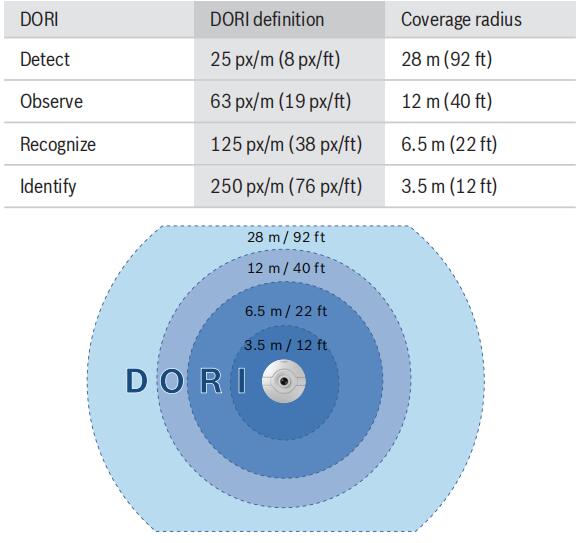 DORI DORI definition Coverage radius
Detect 25 px/m (8 px/ft) 28 m (92 ft)
Observe 63 px/m (19 px/ft) 12 m (40 ft)
Recognize 125 px/m (38 px/ft) 6.5 m (22 ft)
Identify 250 px/m (76 px/ft) 3.5 m (12 ft)
28 m / 92 ft
12 m / 40 ft
6.5 m / 22 ft
3.5 m / 12 ft
D O R I